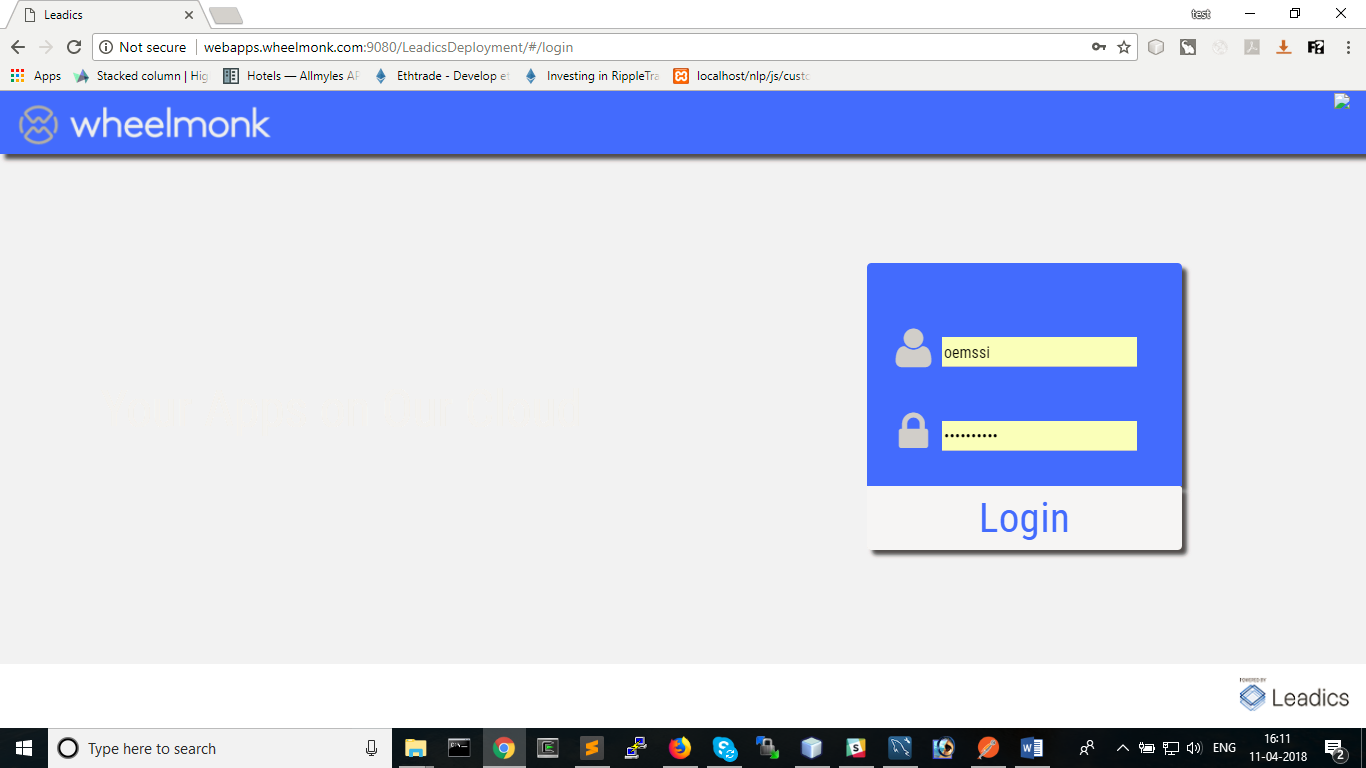 Leadics
test
Not secure webapps.wheelmonk.com:9080/LeadicsDeployment/#/login
Apps Stacked column | Hig Hotels — Allmyles AP Ethtrade - Develop et Investing in RippleTra localhost/nlp/js/custo
wheelmonk
oemssi
••••••••••
Login
POWERED BY
Leadics
Type here to search
ENG
16:11
11-04-2018
2